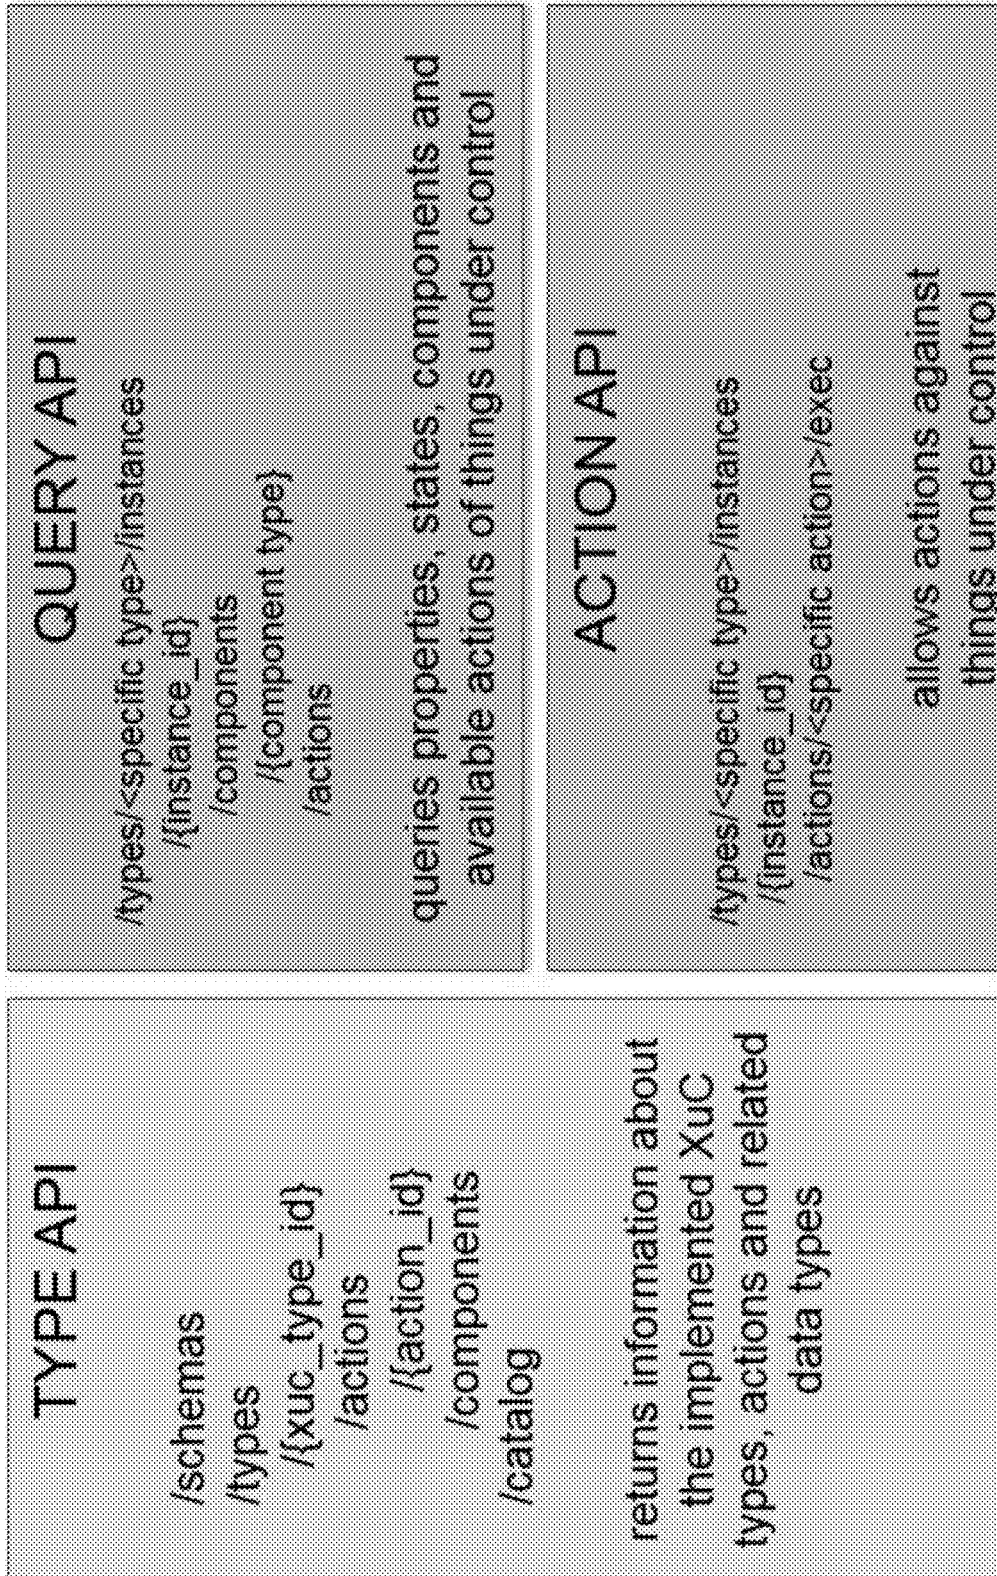 TYPE API
/schemas
/types
/{xuc_type_id}
/actions
/{action_id}
/components
/catalog
returns information about
the implemented XuC
types, actions and related
data types
QUERY API
/types/<specific type>/instances
/{instance_id}
/components
/{component type}
/actions
queries properties, states, components and
available actions of things under control
ACTION API
/types/<specific type>/instances
/{instance_id}
/actions/<specific action>/exec
allows actions against
things under control